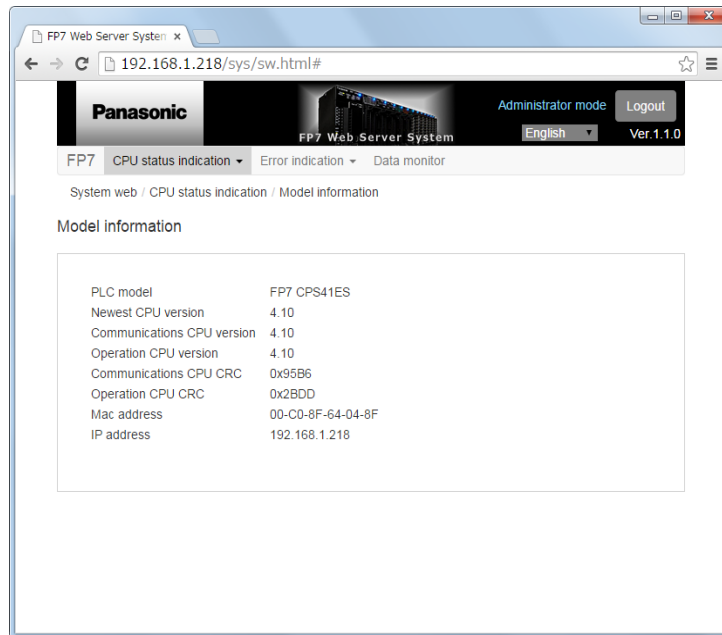 FP7 Web Server System ×
192.168.1.218/sys/sw.html#
Panasonic
FP7 Web Server System
Administrator mode
Logout
English
Ver.1.1.0
FP7 CPU status indication Error indication Data monitor
System web / CPU status indication / Model information
Model information
PLC model FP7 CPS41ES
Newest CPU version 4.10
Communications CPU version 4.10
Operation CPU version 4.10
Communications CPU CRC 0x95B6
Operation CPU CRC 0x2BDD
Mac address 00-C0-8F-64-04-8F
IP address 192.168.1.218